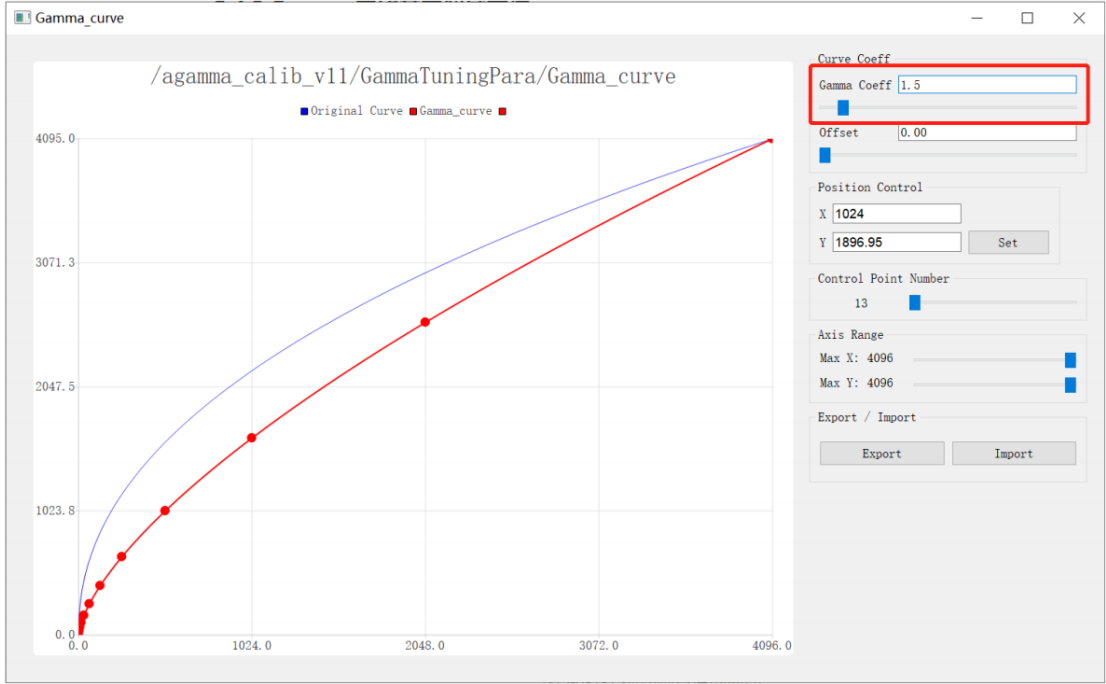 Gamma_curve
/agamma_calib_v11/GammaTuningPara/Gamma_curve
Original Curve Gamma_curve
4095.0
3071.3
2047.5
1023.8
0.0
0.0 1024.0 2048.0 3072.0 4096.0
Curve Coeff
Gamma Coeff 1.5
Offset 0.00
Position Control
X 1024
Y 1896.95 Set
Control Point Number
13
Axis Range
Max X: 4096
Max Y: 4096
Export / Import
Export Import